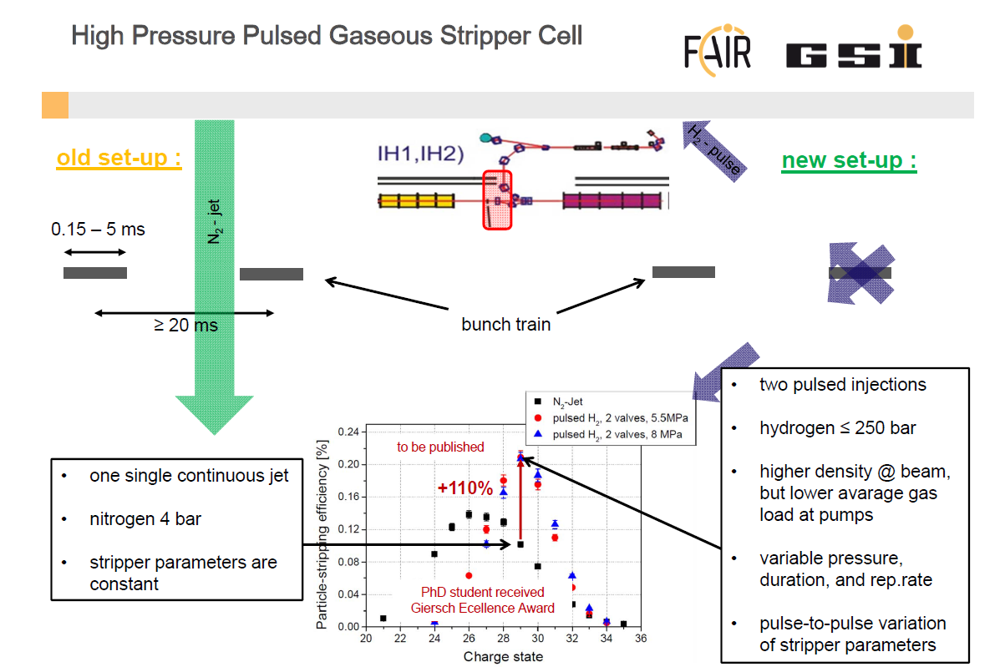 High Pressure Pulsed Gaseous Stripper Cell
FAIR
GSI
old set-up :
N2 - jet
0.15 – 5 ms
≥ 20 ms
IH1,IH2)
H2 - pulse
new set-up :
bunch train
• one single continuous jet
• nitrogen 4 bar
• stripper parameters are
constant
N2-Jet
pulsed H2, 2 valves, 5.5MPa
pulsed H2, 2 valves, 8 MPa
to be published
+110%
PhD student received
Giersch Ecellence Award
Particle-stripping efficiency [%]
0.24
0.20
0.16
0.12
0.08
0.04
0.00
20 22 24 26 28 30 32 34 36
Charge state
• two pulsed injections
• hydrogen ≤ 250 bar
• higher density @ beam,
but lower avarage gas
load at pumps
• variable pressure,
duration, and rep.rate
• pulse-to-pulse variation
of stripper parameters